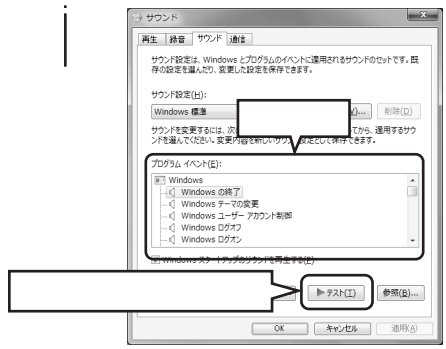 i
サウンド
再生 録音 サウンド 通信
サウンド設定は、Windows とプログラムのイベントに適用されるサウンドのセットです。既
存の設定を選んだり、変更した設定を保存できます。
サウンド設定(H):
Windows 標準
削除(D)
サウンドを変更するには、次の
てから、適用するサウ
ンドを選んでください。変更内容を新しいサウンド設定として保存できます。
プログラム イベント(E):
Windows
Windows の終了
Windows テーマの変更
Windows ユーザー アカウント制御
Windows ログオフ
Windows ログオン
Windows スタートアップのサウンドを再生する(P)
テスト(T) 参照(B)...
OK キャンセル 適用(A)